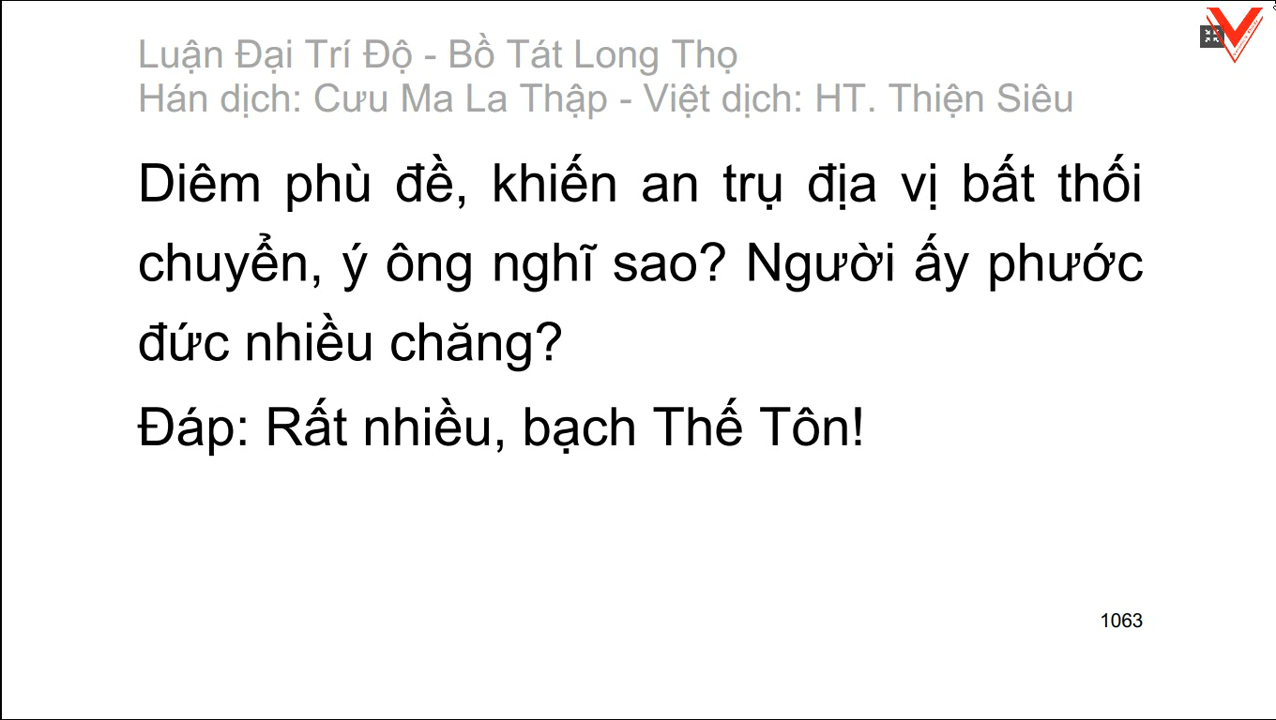 Luận Đại Trí Độ - Bồ Tát Long Thọ
Hán dịch: Cưu Ma La Thập - Việt dịch: HT. Thiện Siêu
Diêm phù đề, khiến an trụ địa vị bất thối
chuyển, ý ông nghĩ sao? Người ấy phước
đức nhiều chăng?
Đáp: Rất nhiều, bạch Thế Tôn!
1063